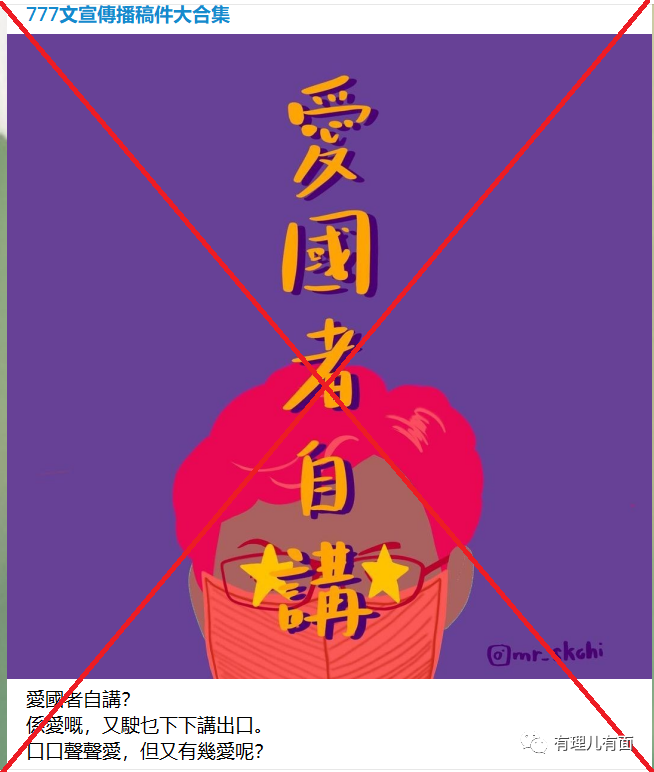 777文宣傳播稿件大合集
愛
國
者
自
講
@mr_ckchi
愛國者自講?
係愛嘅，又駛乜下下講出口。
口口聲聲愛，但又有幾愛呢?
有理儿有面